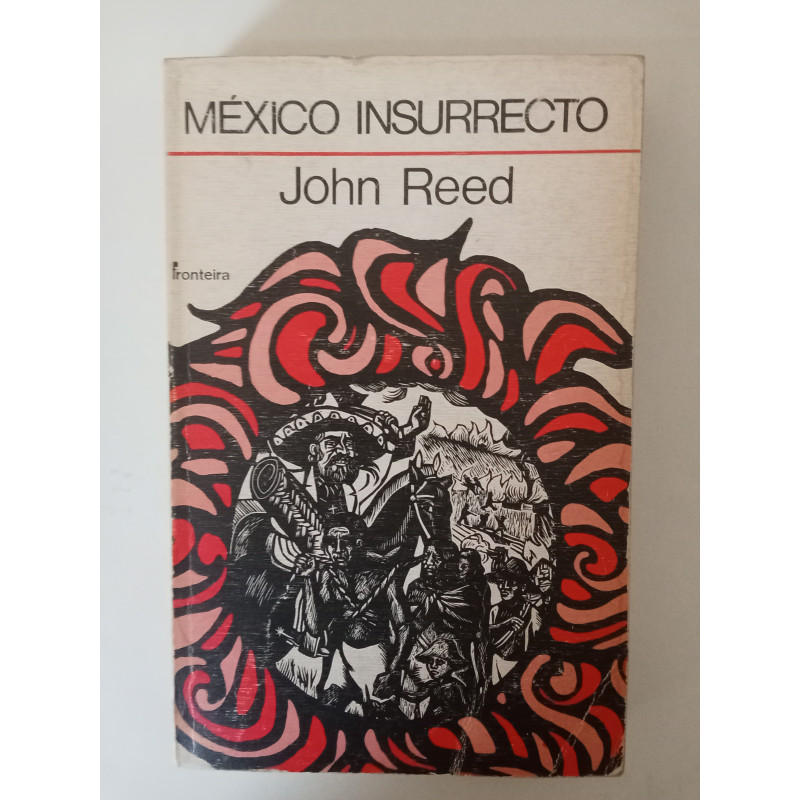 MÉXICO INSURRECTO
John Reed
fronteira